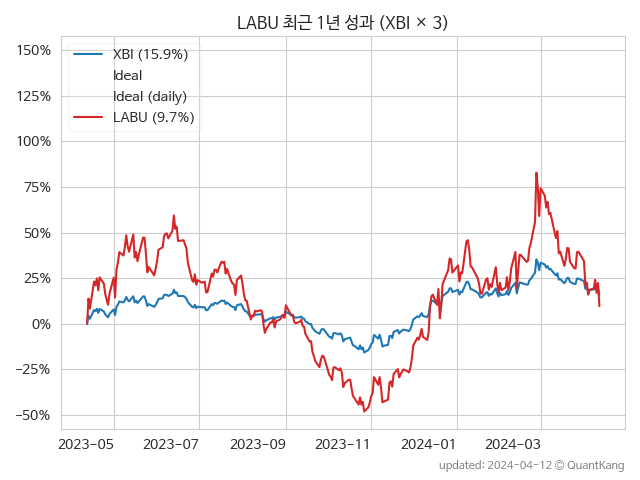 LABU 최근 1년 성과 (XBI × 3)
150%
125%
100%
75%
50%
25%
0%
−25%
−50%
XBI (15.9%)
Ideal
Ideal (daily)
LABU (9.7%)
2023-05 2023-07 2023-09 2023-11 2024-01 2024-03
updated: 2024-04-12 © QuantKang